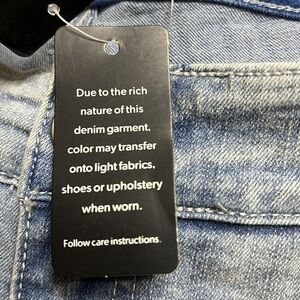 Due to the rich
nature of this
denim garment,
color may transfer
onto light fabrics,
shoes or upholstery
when worn.
Follow care instructions.